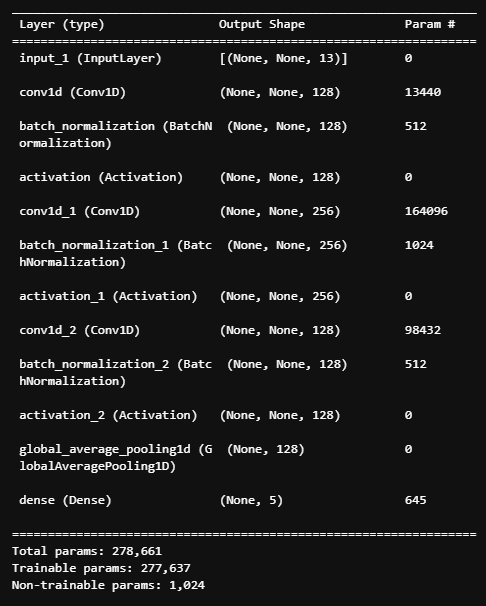 Layer (type) Output Shape Param #
=================================================================
input_1 (InputLayer) [(None, None, 13)] 0
conv1d (Conv1D) (None, None, 128) 13440
batch_normalization (BatchN (None, None, 128) 512
ormalization)
activation (Activation) (None, None, 128) 0
conv1d_1 (Conv1D) (None, None, 256) 164096
batch_normalization_1 (Batc (None, None, 256) 1024
hNormalization)
activation_1 (Activation) (None, None, 256) 0
conv1d_2 (Conv1D) (None, None, 128) 98432
batch_normalization_2 (Batc (None, None, 128) 512
hNormalization)
activation_2 (Activation) (None, None, 128) 0
global_average_pooling1d (G (None, 128) 0
lobalAveragePooling1D)
dense (Dense) (None, 5) 645
=================================================================
Total params: 278,661
Trainable params: 277,637
Non-trainable params: 1,024